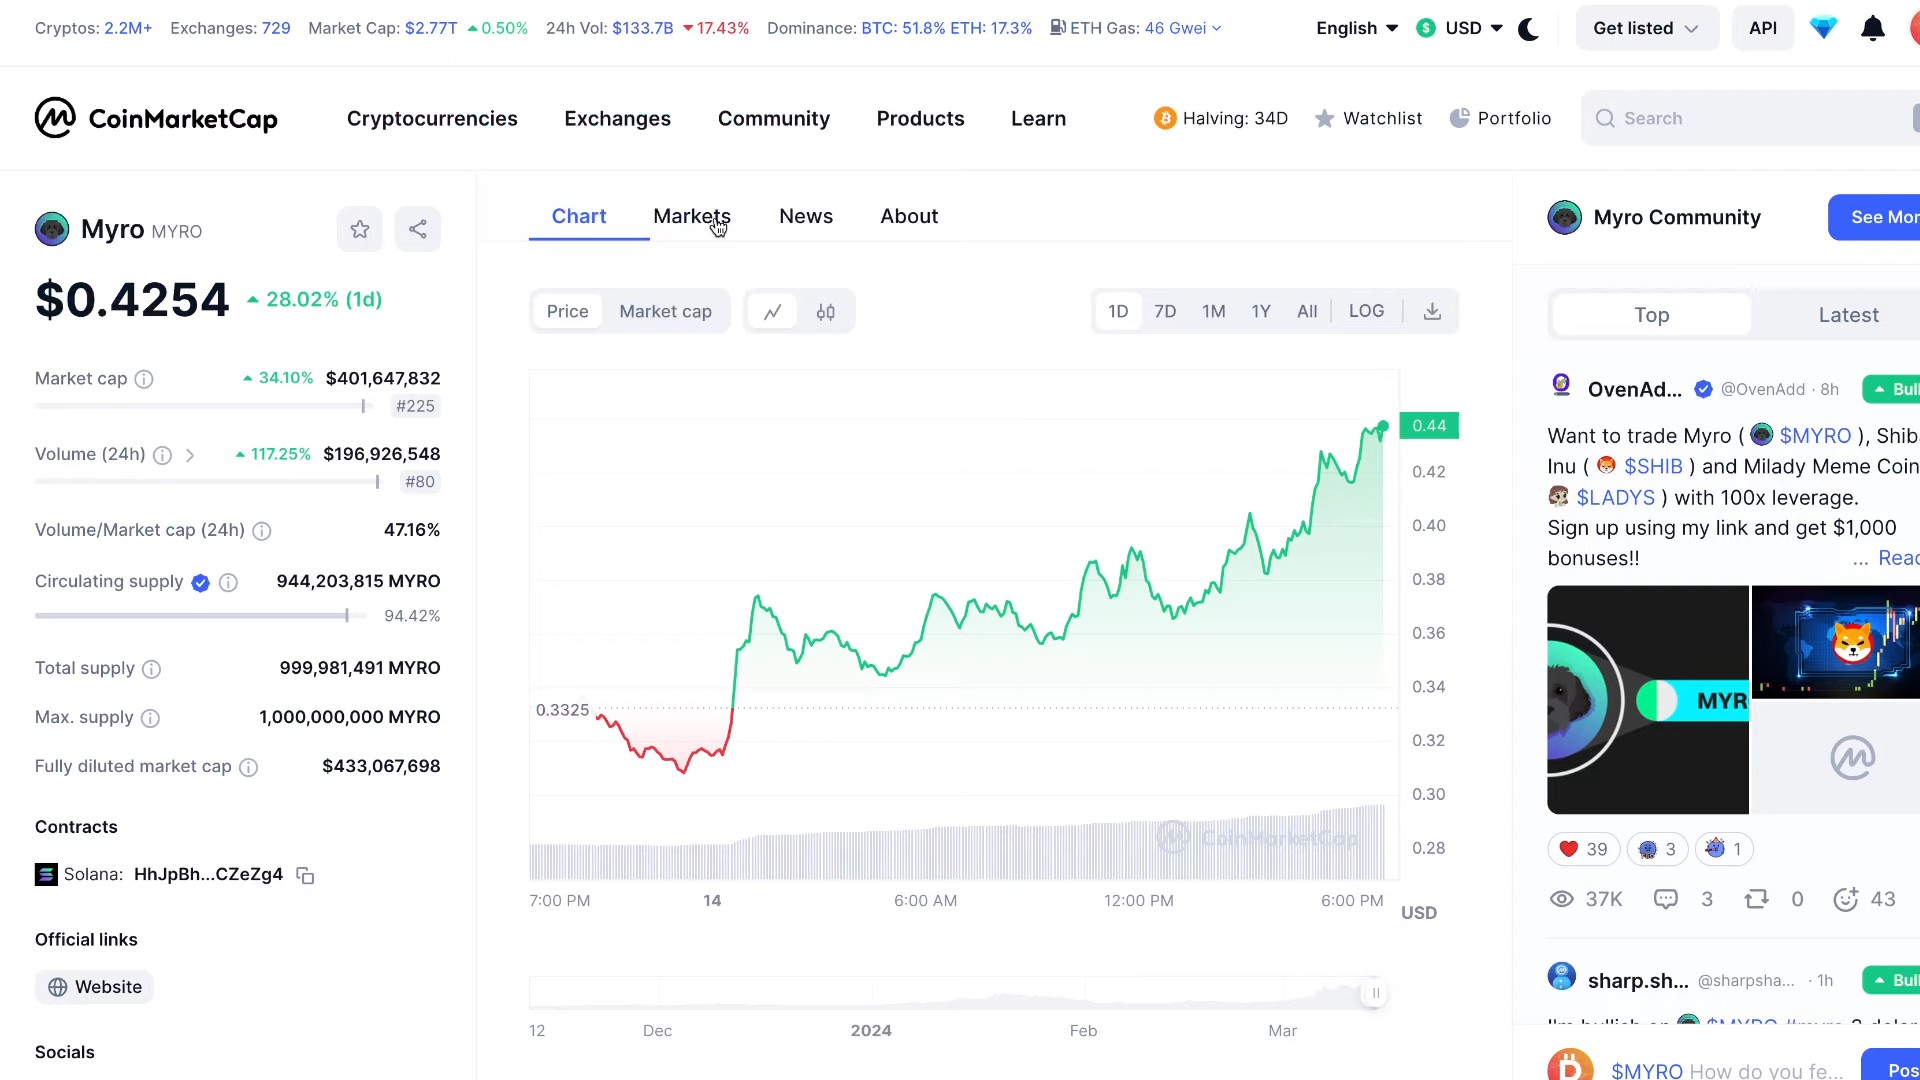 Cryptos: 2.2M+ Exchanges: 729 Market Cap: $2.77T 0.50% 24h Vol: $133.7B 17.43% Dominance: BTC: 51.8% ETH: 17.3% ETH Gas: 46 Gwei English USD Get listed API
CoinMarketCap Cryptocurrencies Exchanges Community Products Learn Halving: 34D Watchlist Portfolio Search
Myro MYRO
$0.4254 28.02% (1d)
Market cap 34.10% $401,647,832
#225
Volume (24h) 117.25% $196,926,548
#80
Volume/Market cap (24h) 47.16%
Circulating supply 944,203,815 MYRO
94.42%
Total supply 999,981,491 MYRO
Max. supply 1,000,000,000 MYRO
Fully diluted market cap $433,067,698
Contracts
Solana: HhJpBh...CZeZg4
Official links
Website
Socials
Chart Markets News About
Price Market cap 1D 7D 1M 1Y All LOG
0.44
0.42
0.40
0.38
0.36
0.34
0.3325
0.32
0.30
CoinMarketCap
0.28
7:00 PM 14 6:00 AM 12:00 PM 6:00 PM
USD
12 Dec 2024 Feb Mar
Myro Community See Mor
Top Latest
OvenAd... @OvenAdd · 8h Bull
Want to trade Myro ( $MYRO ), Shiba
Inu ( $SHIB ) and Milady Meme Coin
$LADYS ) with 100x leverage.
Sign up using my link and get $1,000
bonuses!! ... Read
MYR
39 3 1
37K 3 0 43
sharp.sh... @sharpsha... · 1h Bull
$MYRO How do you fe... Pos